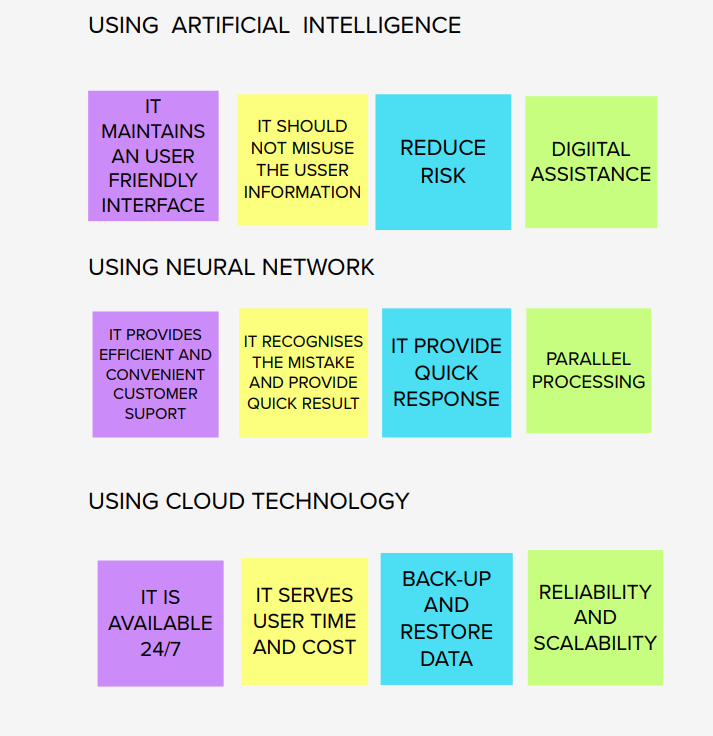 USING ARTIFICIAL INTELLIGENCE
IT
MAINTAINS
AN USER
FRIENDLY
INTERFACE
IT SHOULD
NOT MISUSE
THE USSER
INFORMATION
REDUCE
RISK
DIGIITAL
ASSISTANCE
USING NEURAL NETWORK
IT PROVIDES
EFFICIENT AND
CONVENIENT
CUSTOMER
SUPORT
IT RECOGNISES
THE MISTAKE
AND PROVIDE
QUICK RESULT
IT PROVIDE
QUICK
RESPONSE
PARALLEL
PROCESSING
USING CLOUD TECHNOLOGY
IT IS
AVAILABLE
24/7
IT SERVES
USER TIME
AND COST
BACK-UP
AND
RESTORE
DATA
RELIABILITY
AND
SCALABILITY